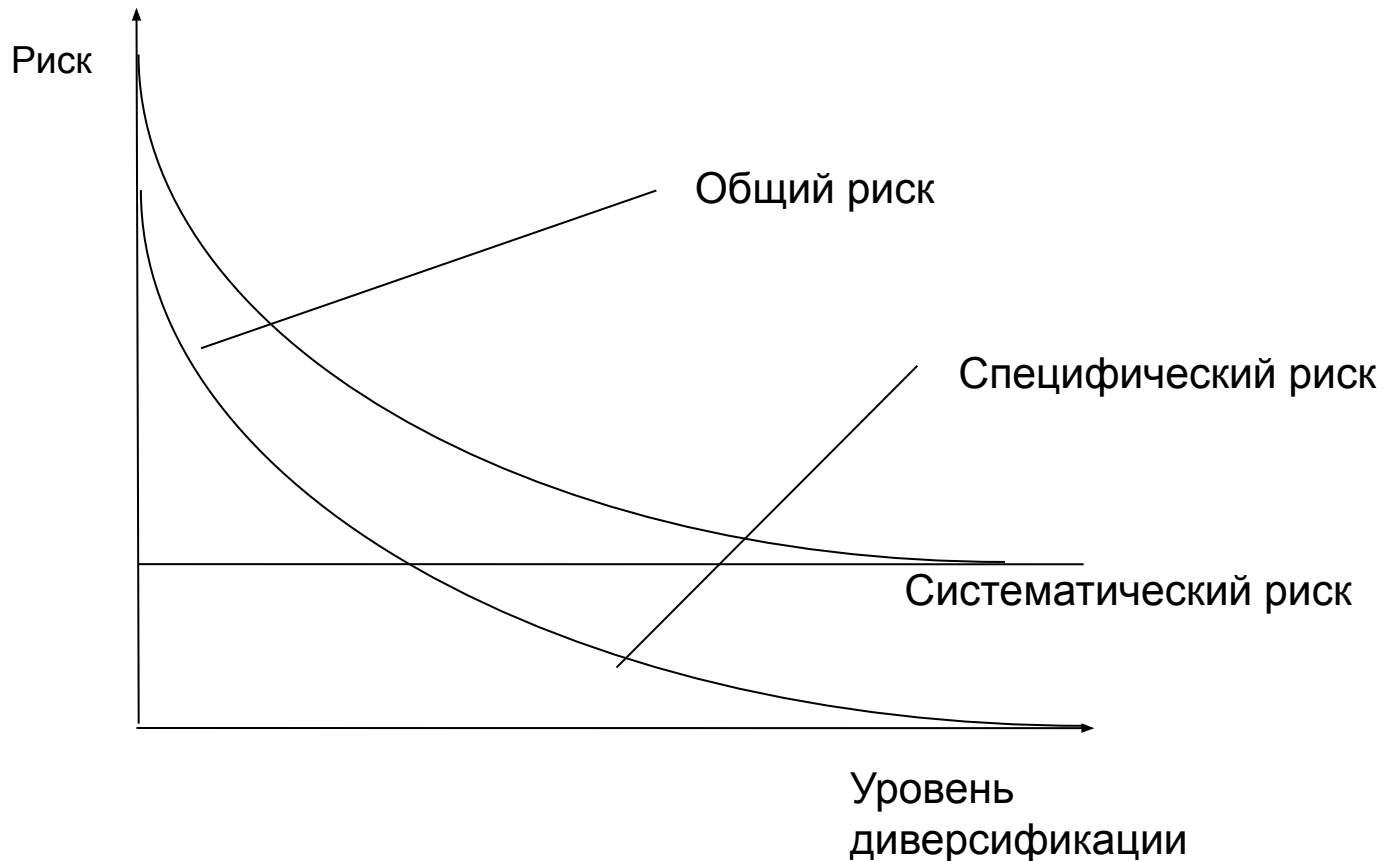 Риск
Общий риск
Специфический риск
Систематический риск
Уровень
диверсификации